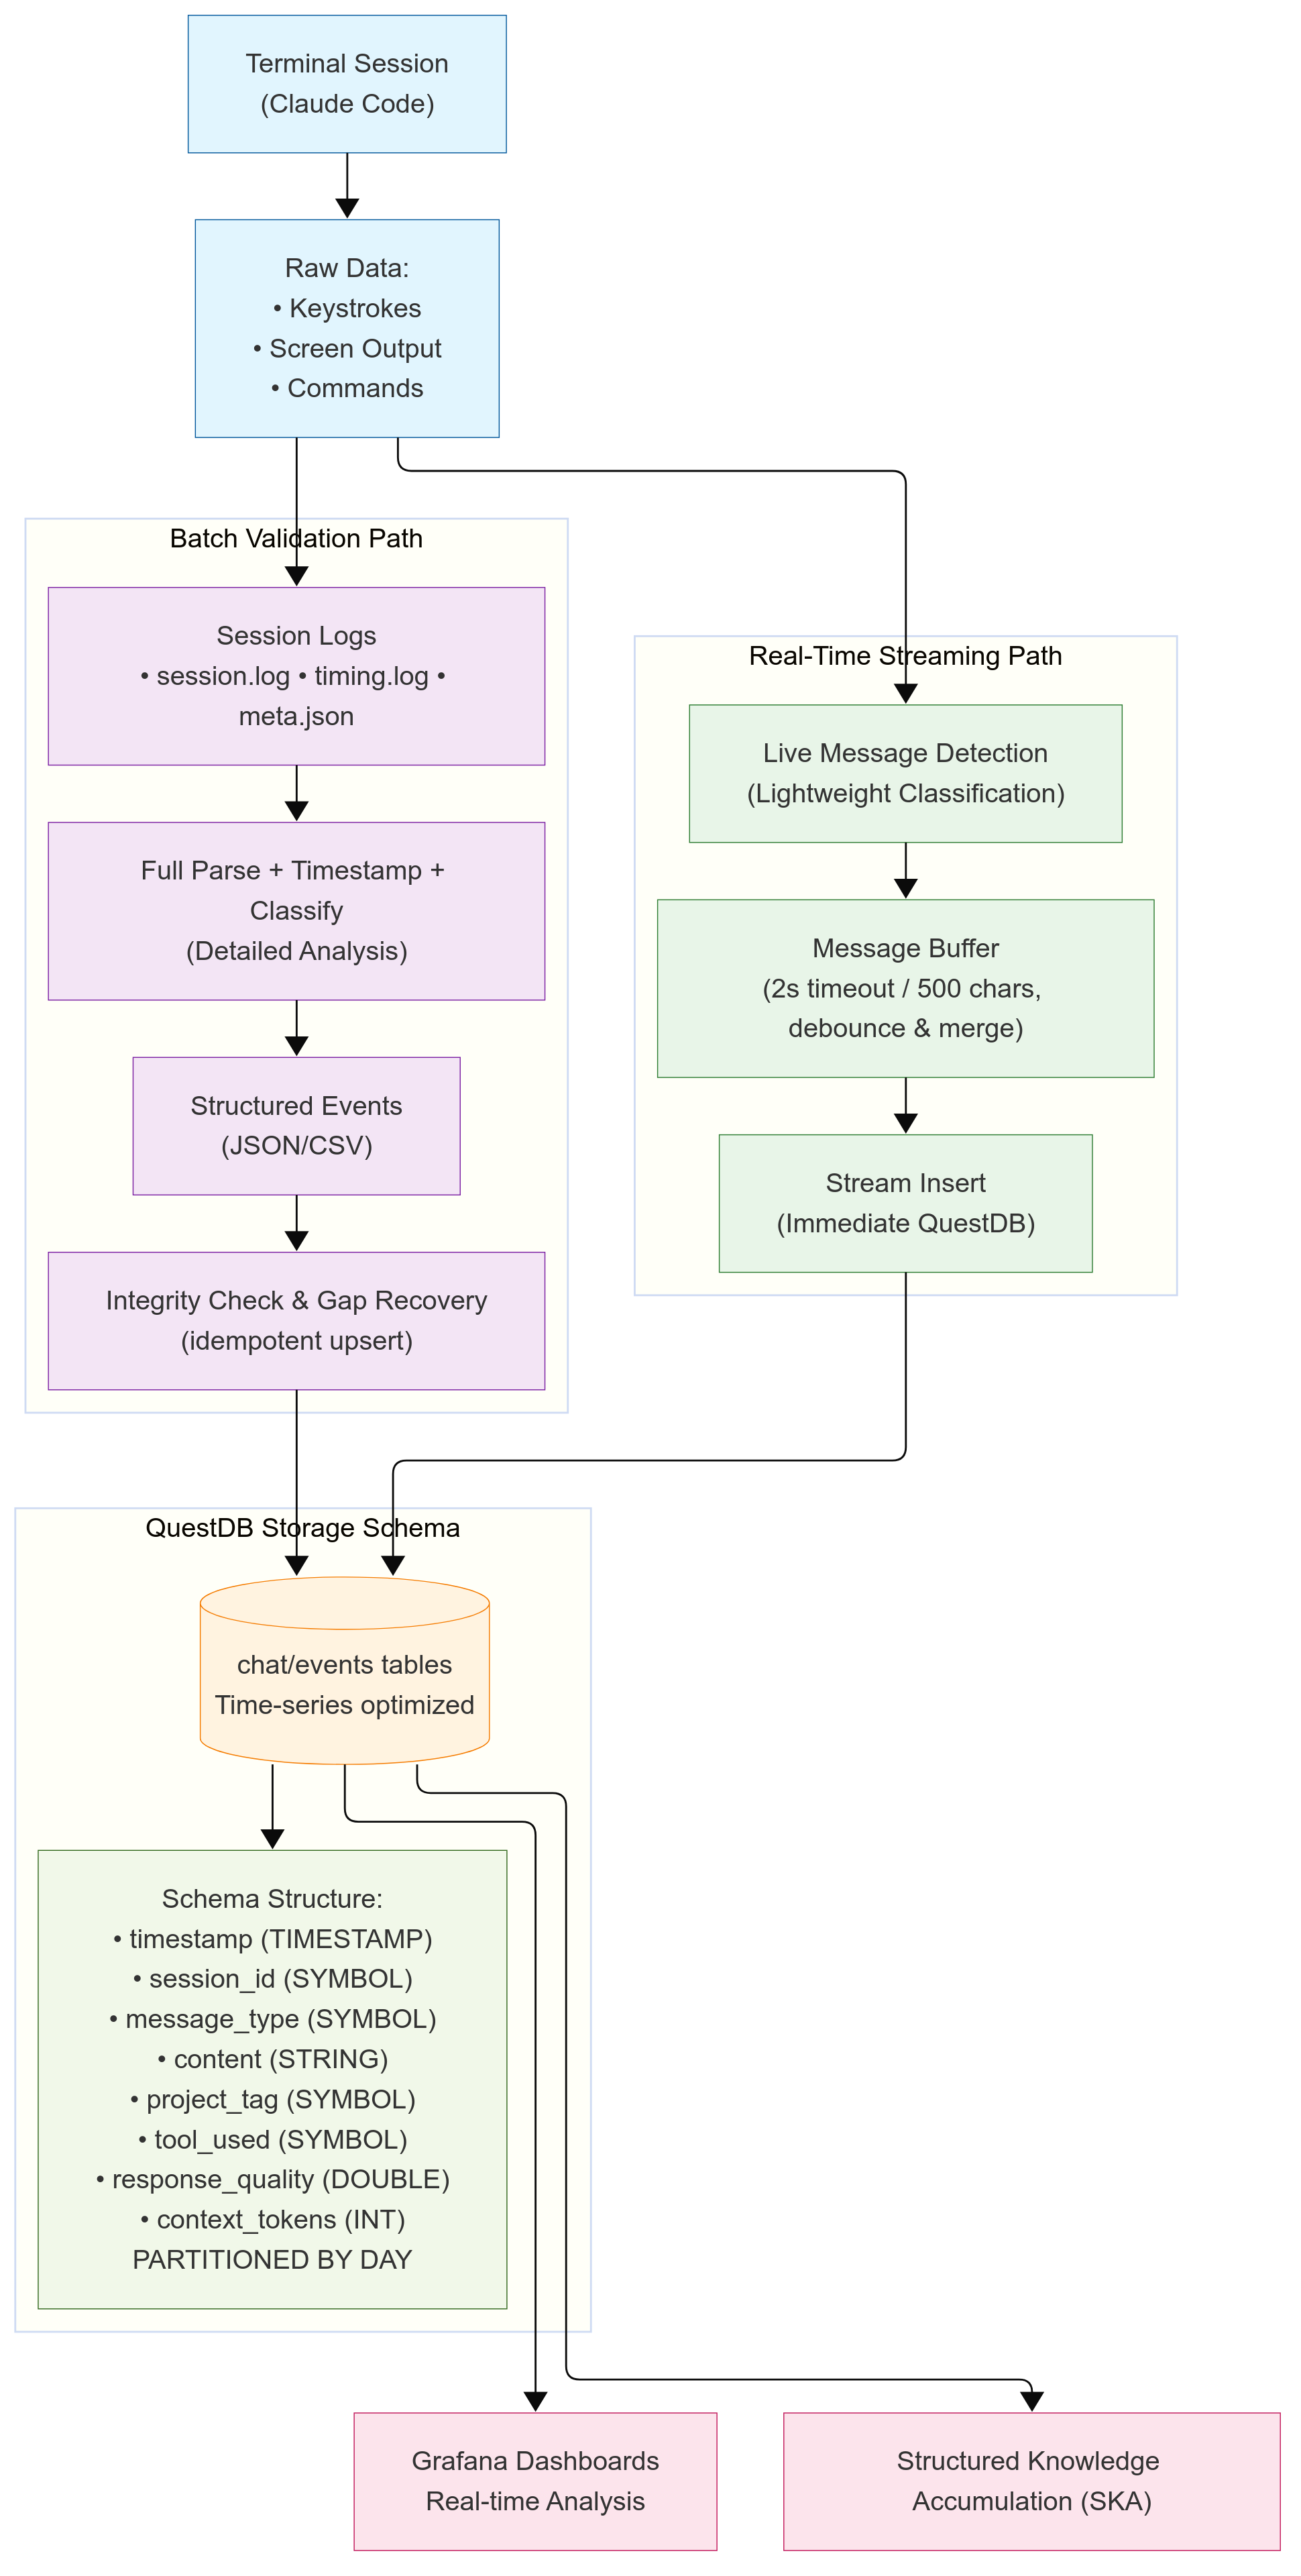 Terminal Session
(Claude Code)
Raw Data:
• Keystrokes
• Screen Output
• Commands
Batch Validation Path
Session Logs
• session.log • timing.log •
meta.json
Full Parse + Timestamp +
Classify
(Detailed Analysis)
Structured Events
(JSON/CSV)
Integrity Check & Gap Recovery
(idempotent upsert)
Real-Time Streaming Path
Live Message Detection
(Lightweight Classification)
Message Buffer
(2s timeout / 500 chars,
debounce & merge)
Stream Insert
(Immediate QuestDB)
QuestDB Storage Schema
chat/events tables
Time-series optimized
Schema Structure:
• timestamp (TIMESTAMP)
• session_id (SYMBOL)
• message_type (SYMBOL)
• content (STRING)
• project_tag (SYMBOL)
• tool_used (SYMBOL)
• response_quality (DOUBLE)
• context_tokens (INT)
PARTITIONED BY DAY
Grafana Dashboards
Real-time Analysis
Structured Knowledge
Accumulation (SKA)